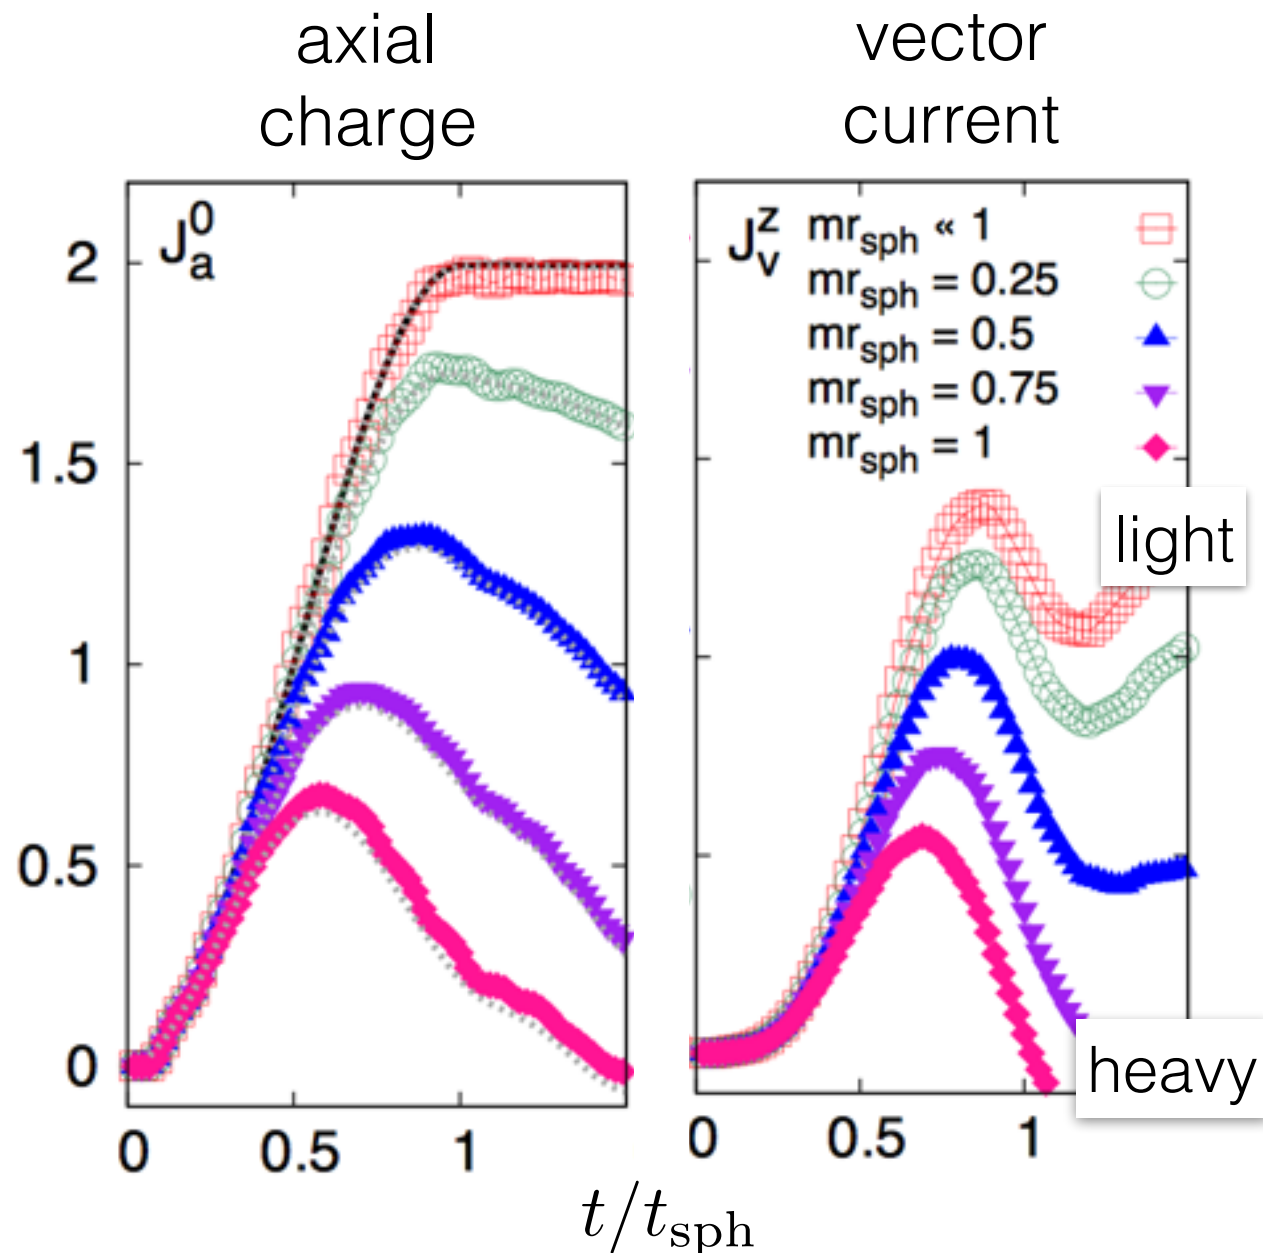 axial
charge
vector
current
J_a^0
2
1.5
1
0.5
0
0 0.5 1
J_v^z
mr_sph ≪ 1
mr_sph = 0.25
mr_sph = 0.5
mr_sph = 0.75
mr_sph = 1
light
heavy
0 0.5 1
t/t_sph